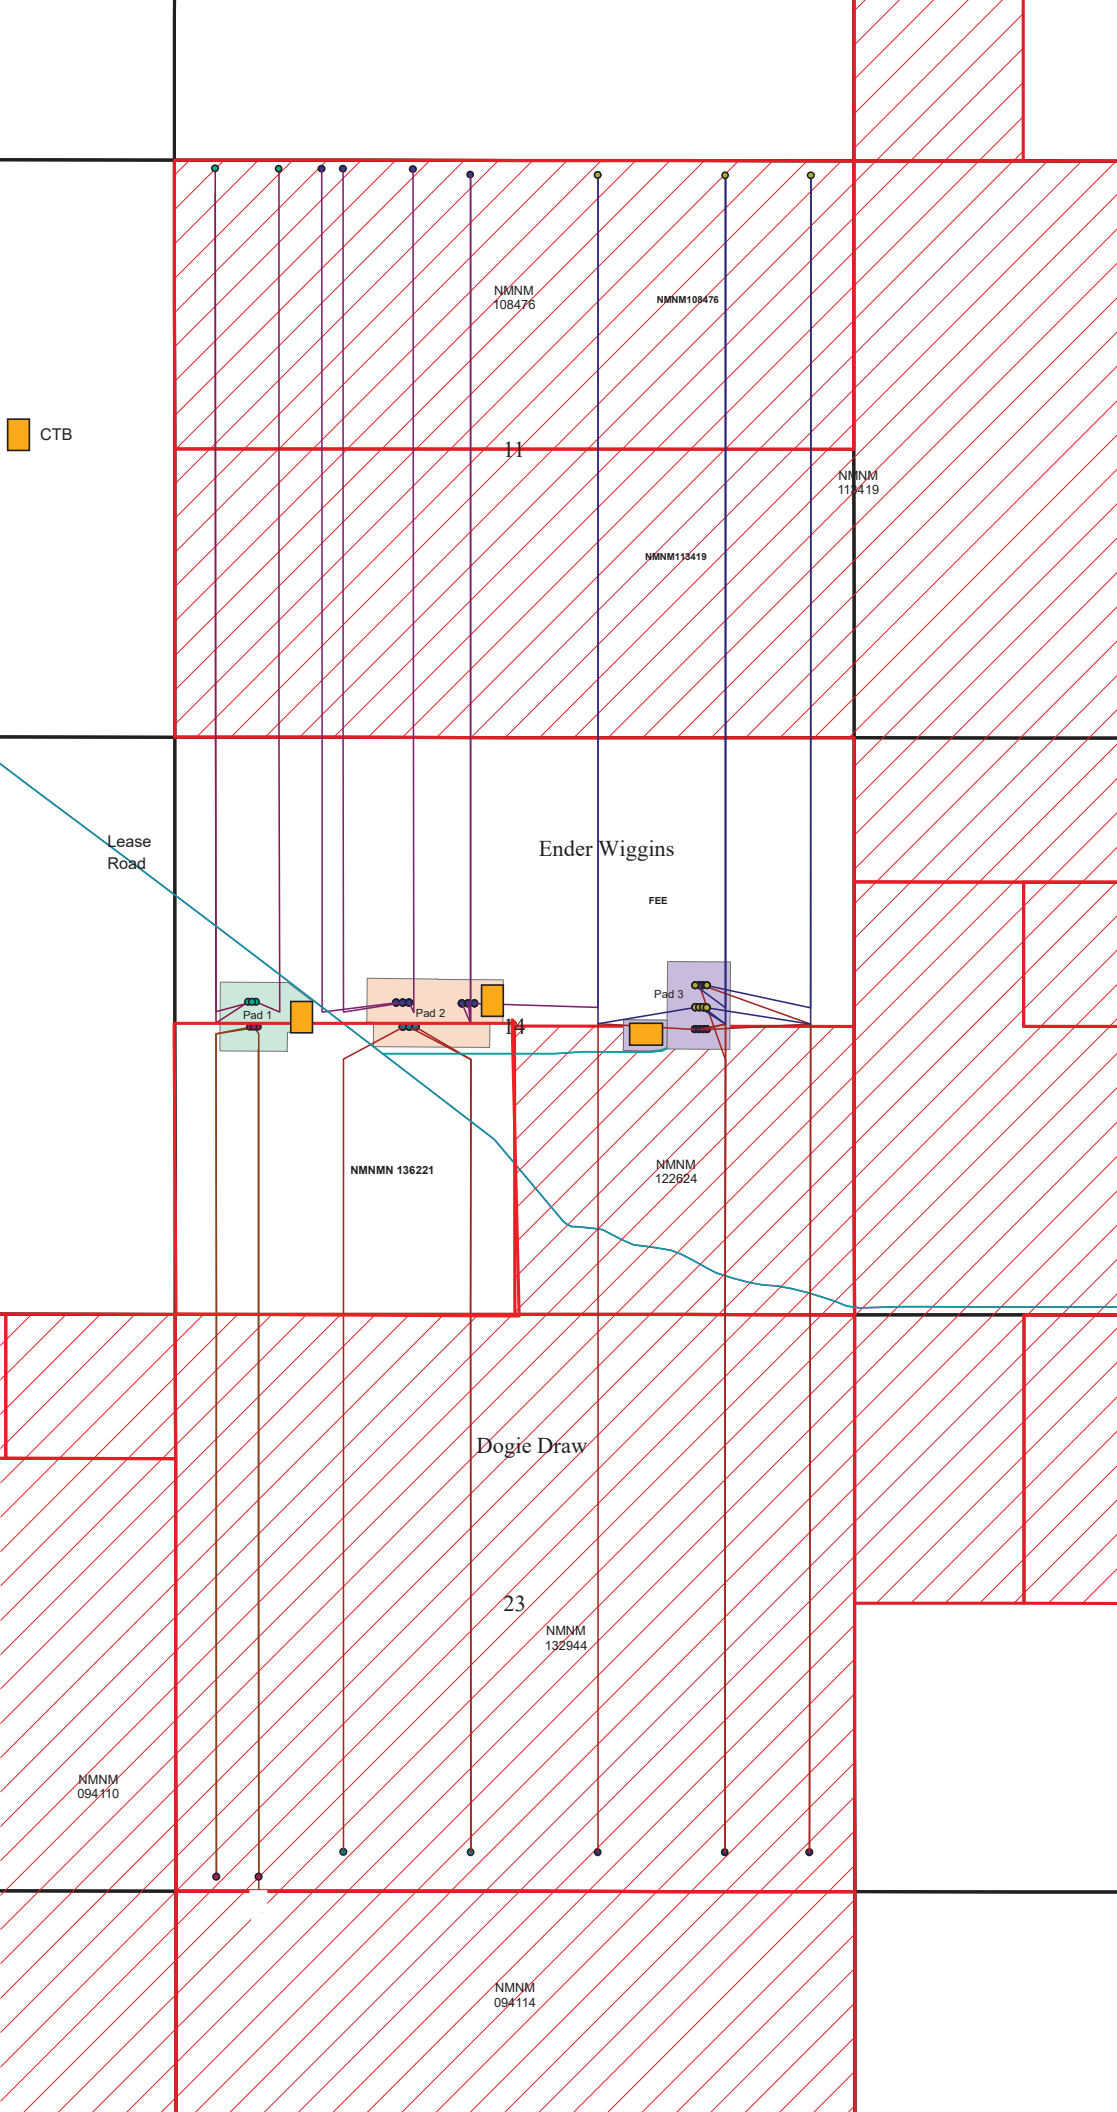 NMNM
108476
NMNM108476
CTB
11
NMNM
113419
NMNM113419
Lease
Road
Ender Wiggins
FEE
Pad 3
Pad 1
Pad 2
14
NMNMN 136221
NMNM
122624
Dogie Draw
23
NMNM
132944
NMNM
094110
NMNM
094114